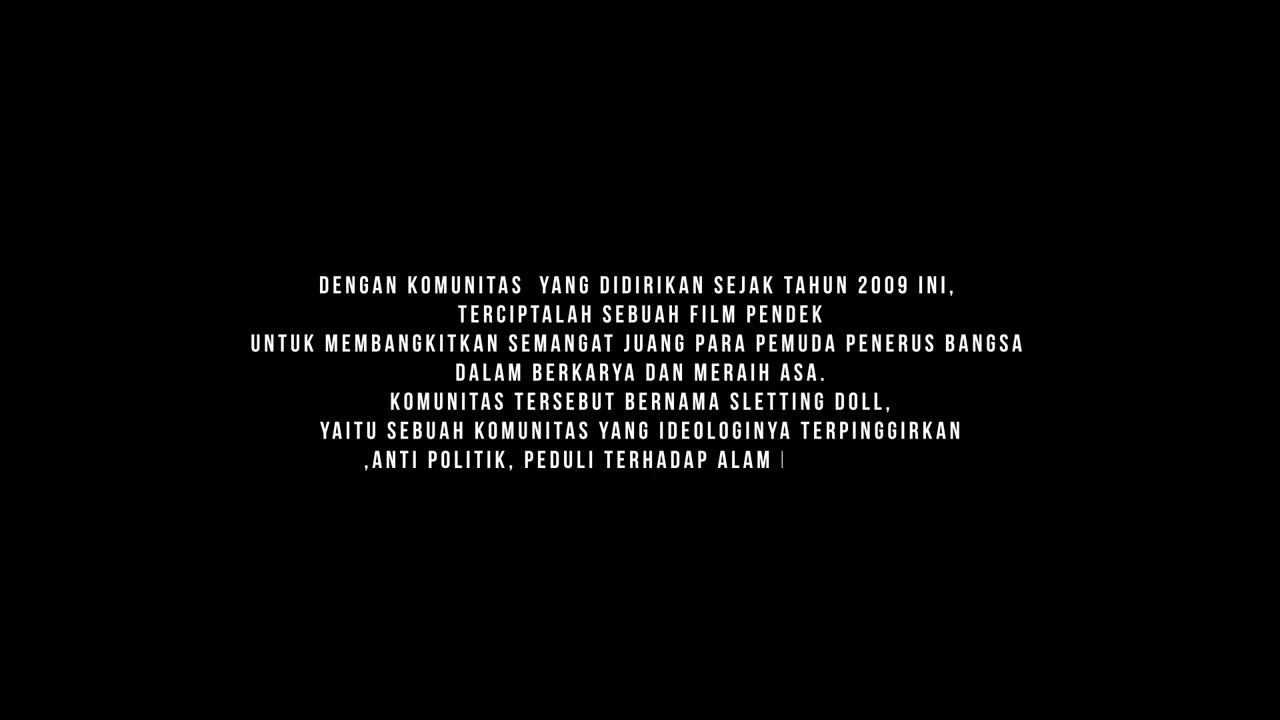 DENGAN KOMUNITAS  YANG DIDIRIKAN SEJAK TAHUN 2009 INI,
TERCIPTALAH SEBUAH FILM PENDEK
UNTUK MEMBANGKITKAN SEMANGAT JUANG PARA PEMUDA PENERUS BANGSA
DALAM BERKARYA DAN MERAIH ASA.
KOMUNITAS TERSEBUT BERNAMA SLETTING DOLL,
YAITU SEBUAH KOMUNITAS YANG IDEOLOGINYA TERPINGGIRKAN
,ANTI POLITIK, PEDULI TERHADAP ALAM